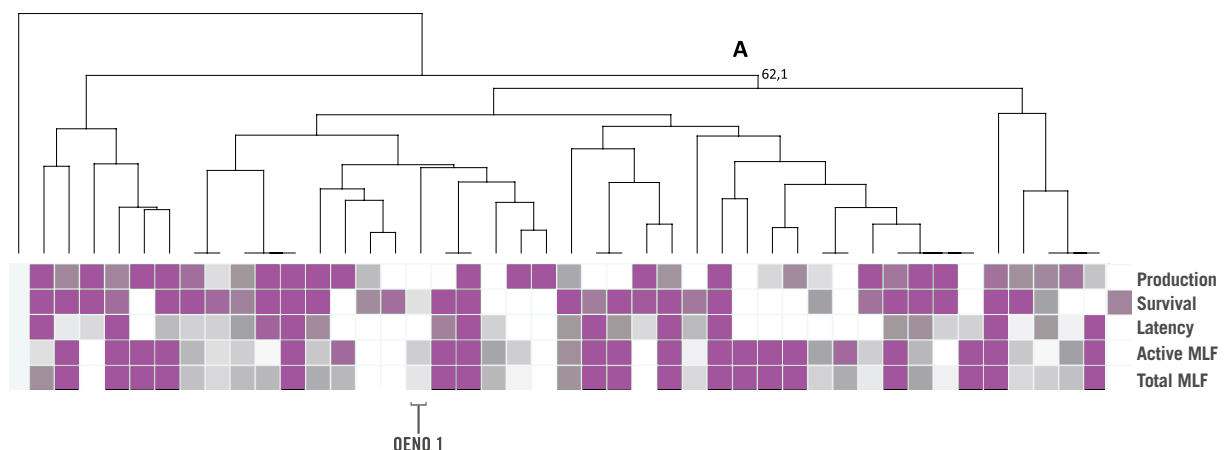 A
62,1
Production
Survival
Latency
Active MLF
Total MLF
OENO 1